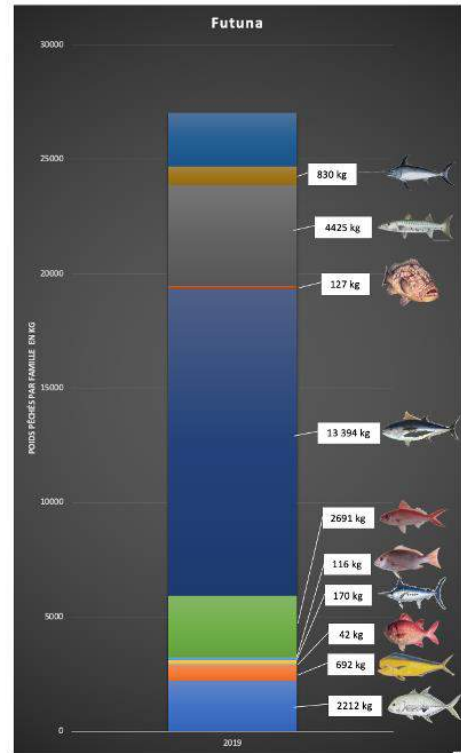 Futuna
30000
25000
20000
15000
10000
5000
0
POIDS PÊCHÉS PAR FAMILLE EN KG
830 kg
4425 kg
127 kg
13 394 kg
2691 kg
116 kg
170 kg
42 kg
692 kg
2212 kg
2019